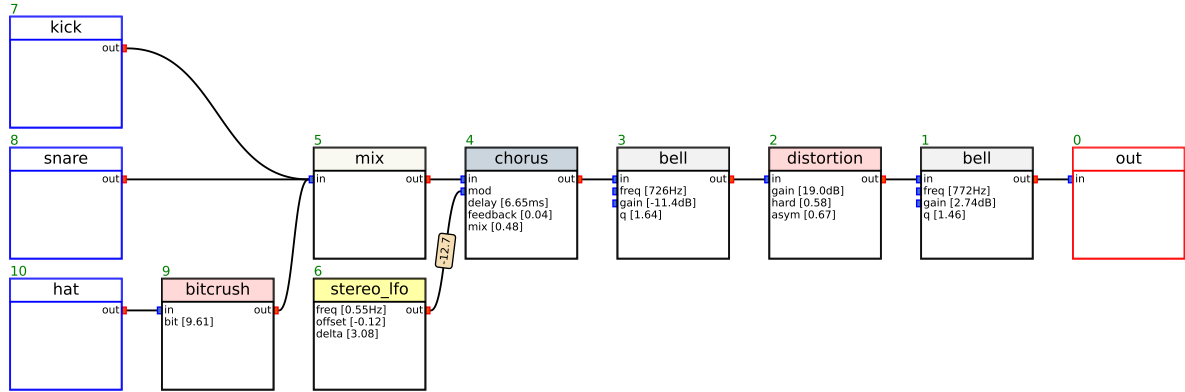 7
kick
out
8
snare
out
10
hat
out
9
bitcrush
in out
bit [9.61]
5
mix
in out
6
stereo_lfo
freq [0.55Hz] out
offset [-0.12]
delta [3.08]
-12.7
4
chorus
in out
mod
delay [6.65ms]
feedback [0.04]
mix [0.48]
3
bell
in out
freq [726Hz]
gain [-11.4dB]
q [1.64]
2
distortion
in out
gain [19.0dB]
hard [0.58]
asym [0.67]
1
bell
in out
freq [772Hz]
gain [2.74dB]
q [1.46]
0
out
in